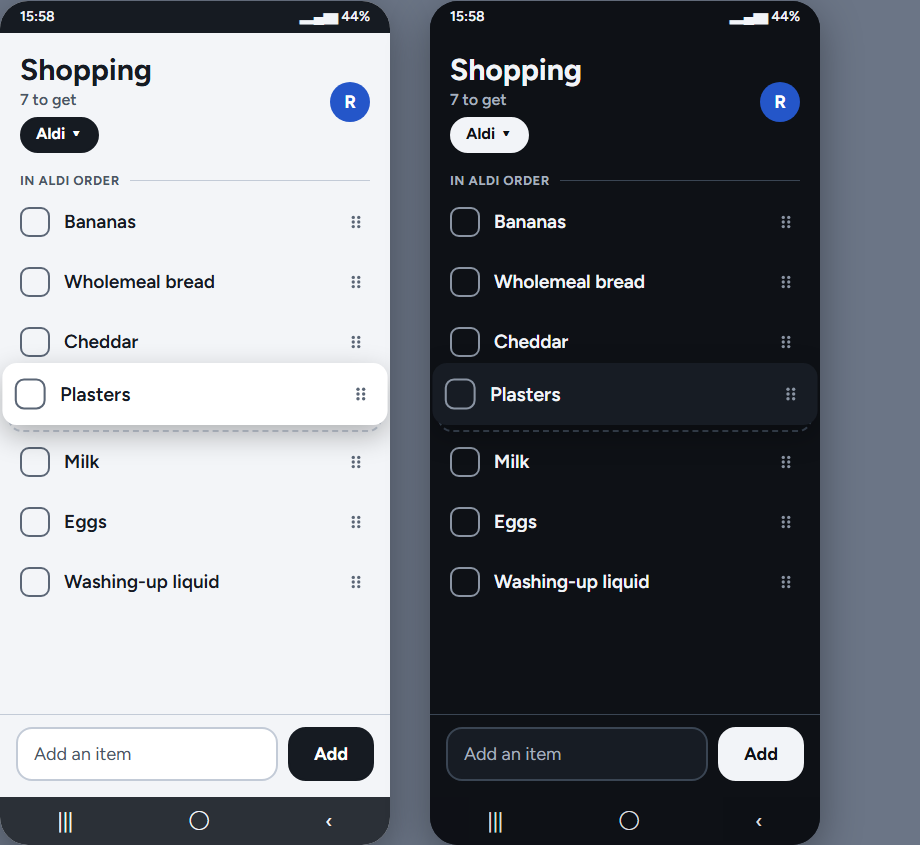 15:58 44%
Shopping
7 to get
R
Aldi
IN ALDI ORDER
Bananas
Wholemeal bread
Cheddar
Plasters
Milk
Eggs
Washing-up liquid
Add an item
Add
15:58 44%
Shopping
7 to get
R
Aldi
IN ALDI ORDER
Bananas
Wholemeal bread
Cheddar
Plasters
Milk
Eggs
Washing-up liquid
Add an item
Add